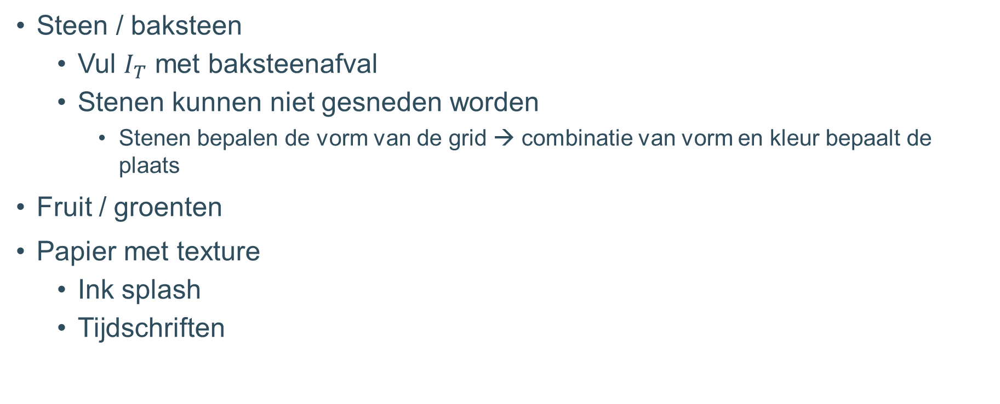 • Steen / baksteen
• Vul I_T met baksteenafval
• Stenen kunnen niet gesneden worden
• Stenen bepalen de vorm van de grid → combinatie van vorm en kleur bepaalt de
plaats
• Fruit / groenten
• Papier met texture
• Ink splash
• Tijdschriften